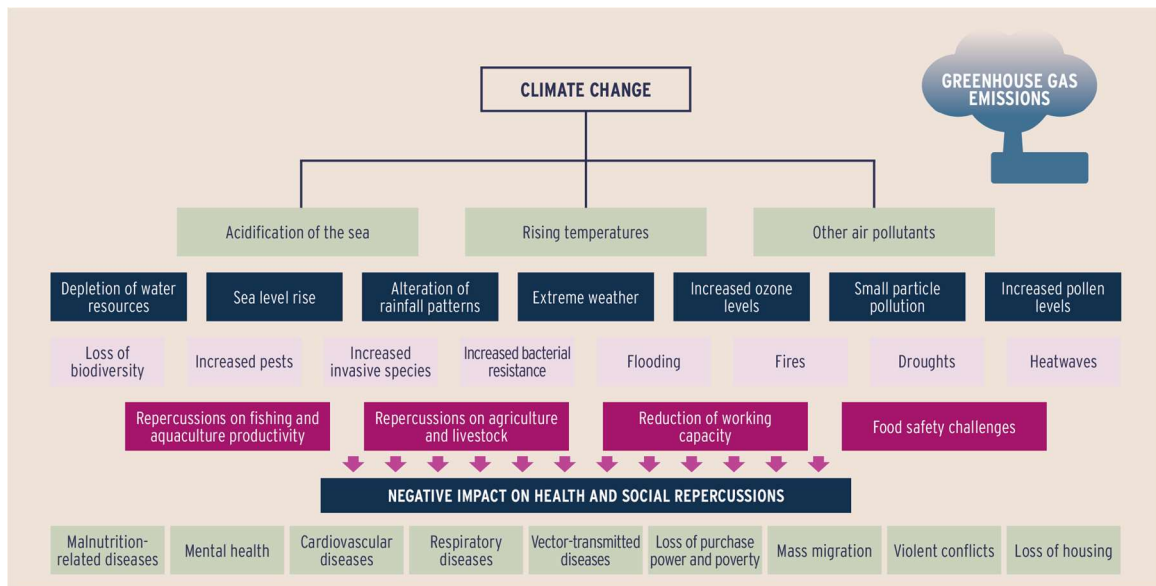 GREENHOUSE GAS
EMISSIONS
CLIMATE CHANGE
Acidification of the sea
Rising temperatures
Other air pollutants
Depletion of water
resources
Sea level rise
Alteration of
rainfall patterns
Extreme weather
Increased ozone
levels
Small particle
pollution
Increased pollen
levels
Loss of
biodiversity
Increased pests
Increased
invasive species
Increased bacterial
resistance
Flooding
Fires
Droughts
Heatwaves
Repercussions on fishing and
aquaculture productivity
Repercussions on agriculture
and livestock
Reduction of working
capacity
Food safety challenges
NEGATIVE IMPACT ON HEALTH AND SOCIAL REPERCUSSIONS
Malnutrition-
related diseases
Mental health
Cardiovascular
diseases
Respiratory
diseases
Vector-transmitted
diseases
Loss of purchase
power and poverty
Mass migration
Violent conflicts
Loss of housing